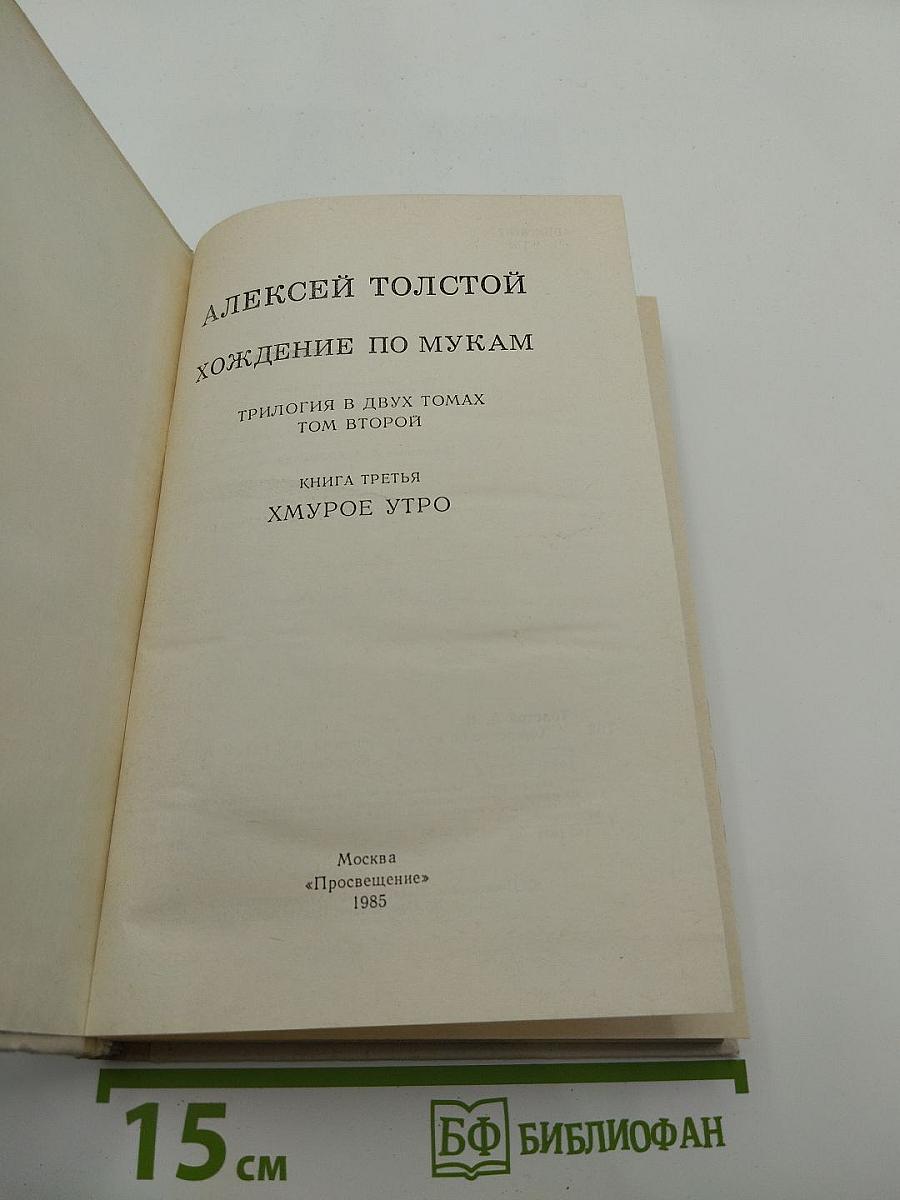 АЛЕКСЕЙ ТОЛСТОЙ
ХОЖДЕНИЕ ПО МУКАМ
ТРИЛОГИЯ В ДВУХ ТОМАХ
ТОМ ВТОРОЙ
КНИГА ТРЕТЬЯ
ХМУРОЕ УТРО
Москва
«Просвещение»
1985
15 см
БФ БИБЛИОФАН